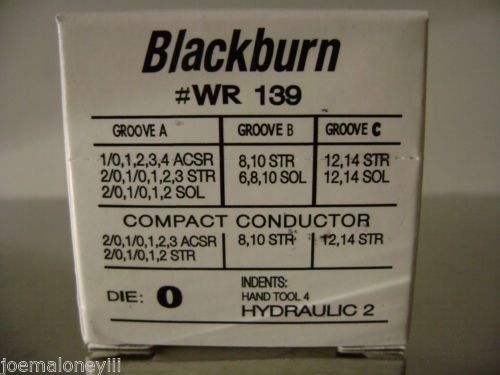 Blackburn
#WR 139
GROOVE A GROOVE B GROOVE C
1/0,1,2,3,4 ACSR 8,10 STR 12,14 STR
2/0,1/0,1,2,3 STR 6,8,10 SOL 12,14 SOL
2/0,1/0,1,2 SOL
COMPACT CONDUCTOR
2/0,1/0,1,2,3 ACSR 8,10 STR 12,14 STR
2/0,1/0,1,2 STR
INDENTS:
DIE: 0 HAND TOOL 4
HYDRAULIC 2
joemaloneyiii